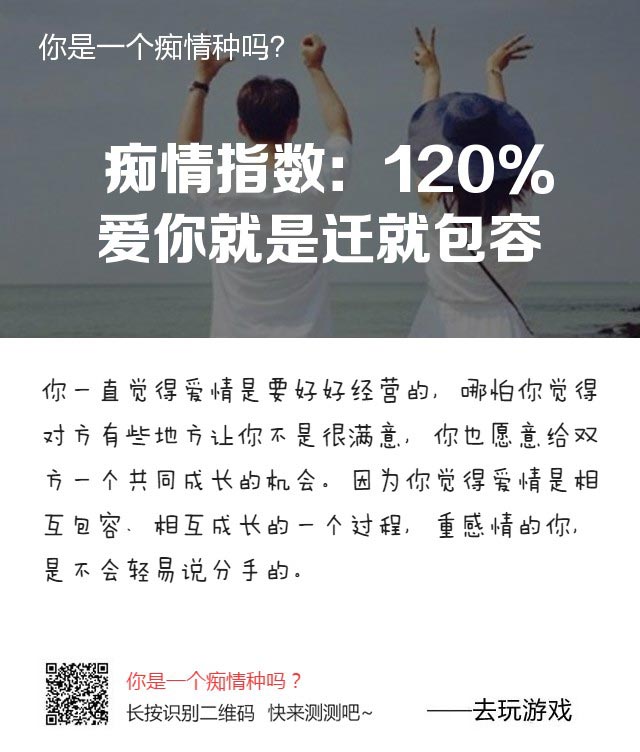 你是一个痴情种吗?
痴情指数：120%
爱你就是迁就包容
你一直觉得爱情是要好好经营的，哪怕你觉得
对方有些地方让你不是很满意，你也愿意给双
方一个共同成长的机会。因为你觉得爱情是相
互包容、相互成长的一个过程，重感情的你，
是不会轻易说分手的。
你是一个痴情种吗？
长按识别二维码 快来测测吧~
——去玩游戏